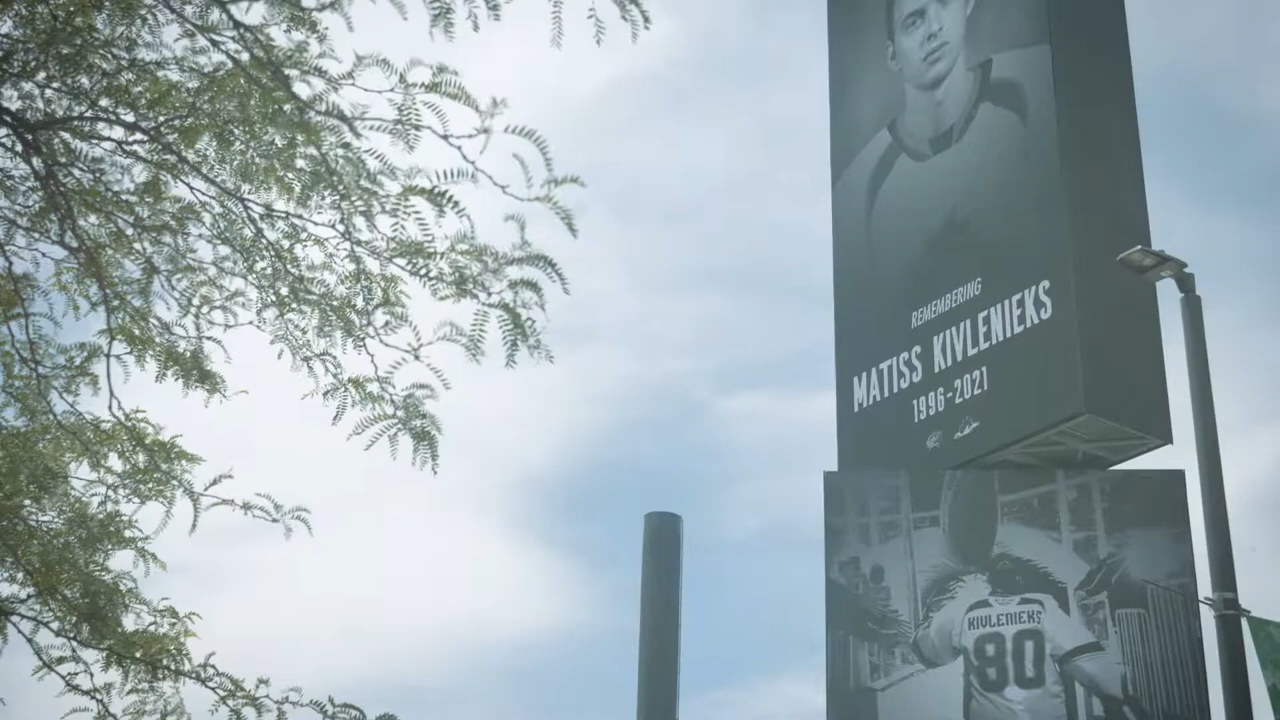 REMEMBERING
MATISS KIVLENIEKS
1996-2021
KIVLENIEKS
80